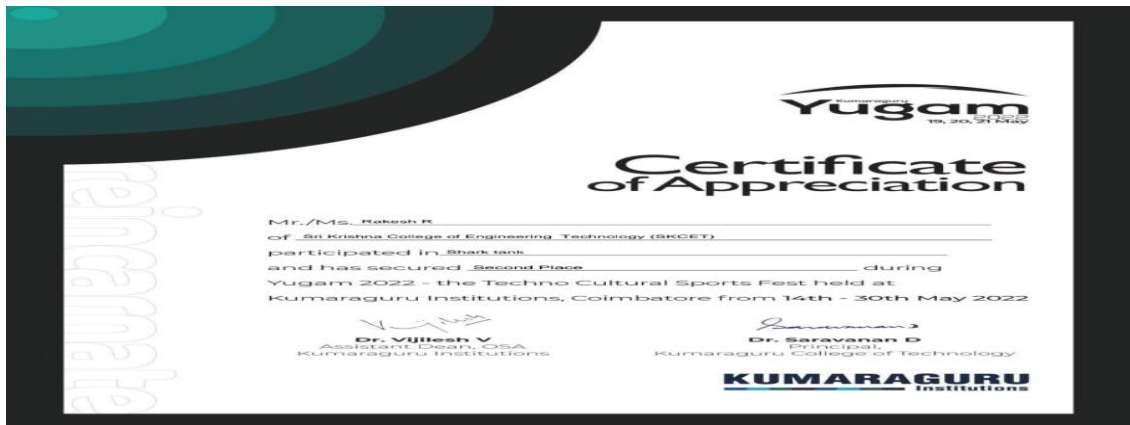 Kumaraguru
Yugam
2022
19, 20, 21 May
Certificate
of Appreciation
reincarnate
Mr./Ms. Rakesh R
of Sri Krishna College of Engineering Technology (SKCET)
participated in Shark tank
and has secured Second Place during
Yugam 2022 - the Techno Cultural Sports Fest held at
Kumaraguru Institutions, Coimbatore from 14th - 30th May 2022
Dr. Vijilesh V
Assistant Dean, OSA
Kumaraguru Institutions
Dr. Saravanan D
Principal,
Kumaraguru College of Technology
KUMARAGURU
Institutions